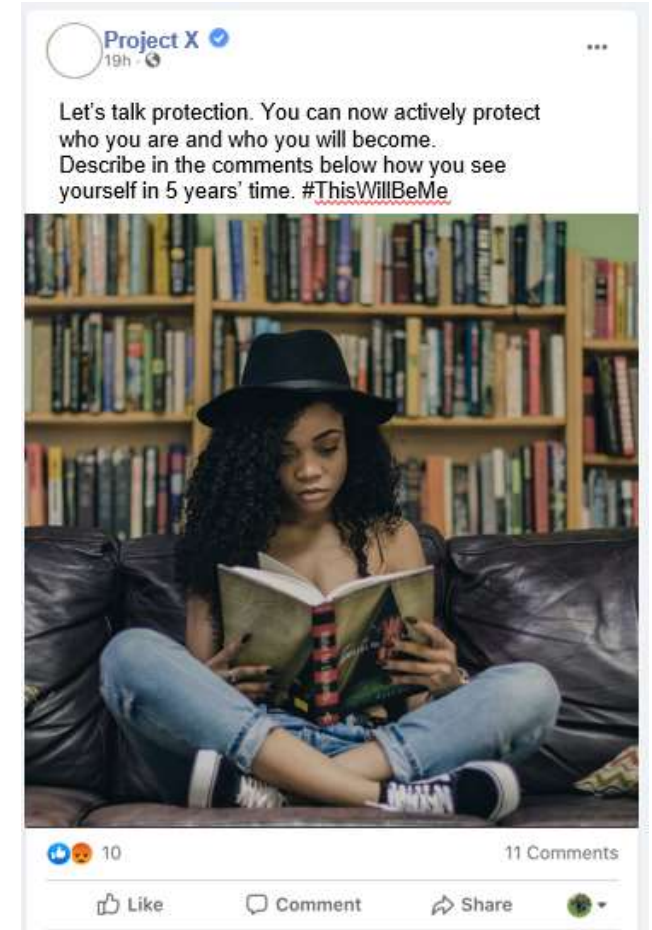 Project X
19h
Let's talk protection. You can now actively protect
who you are and who you will become.
Describe in the comments below how you see
yourself in 5 years' time. #ThisWillBeMe
10
11 Comments
Like
Comment
Share